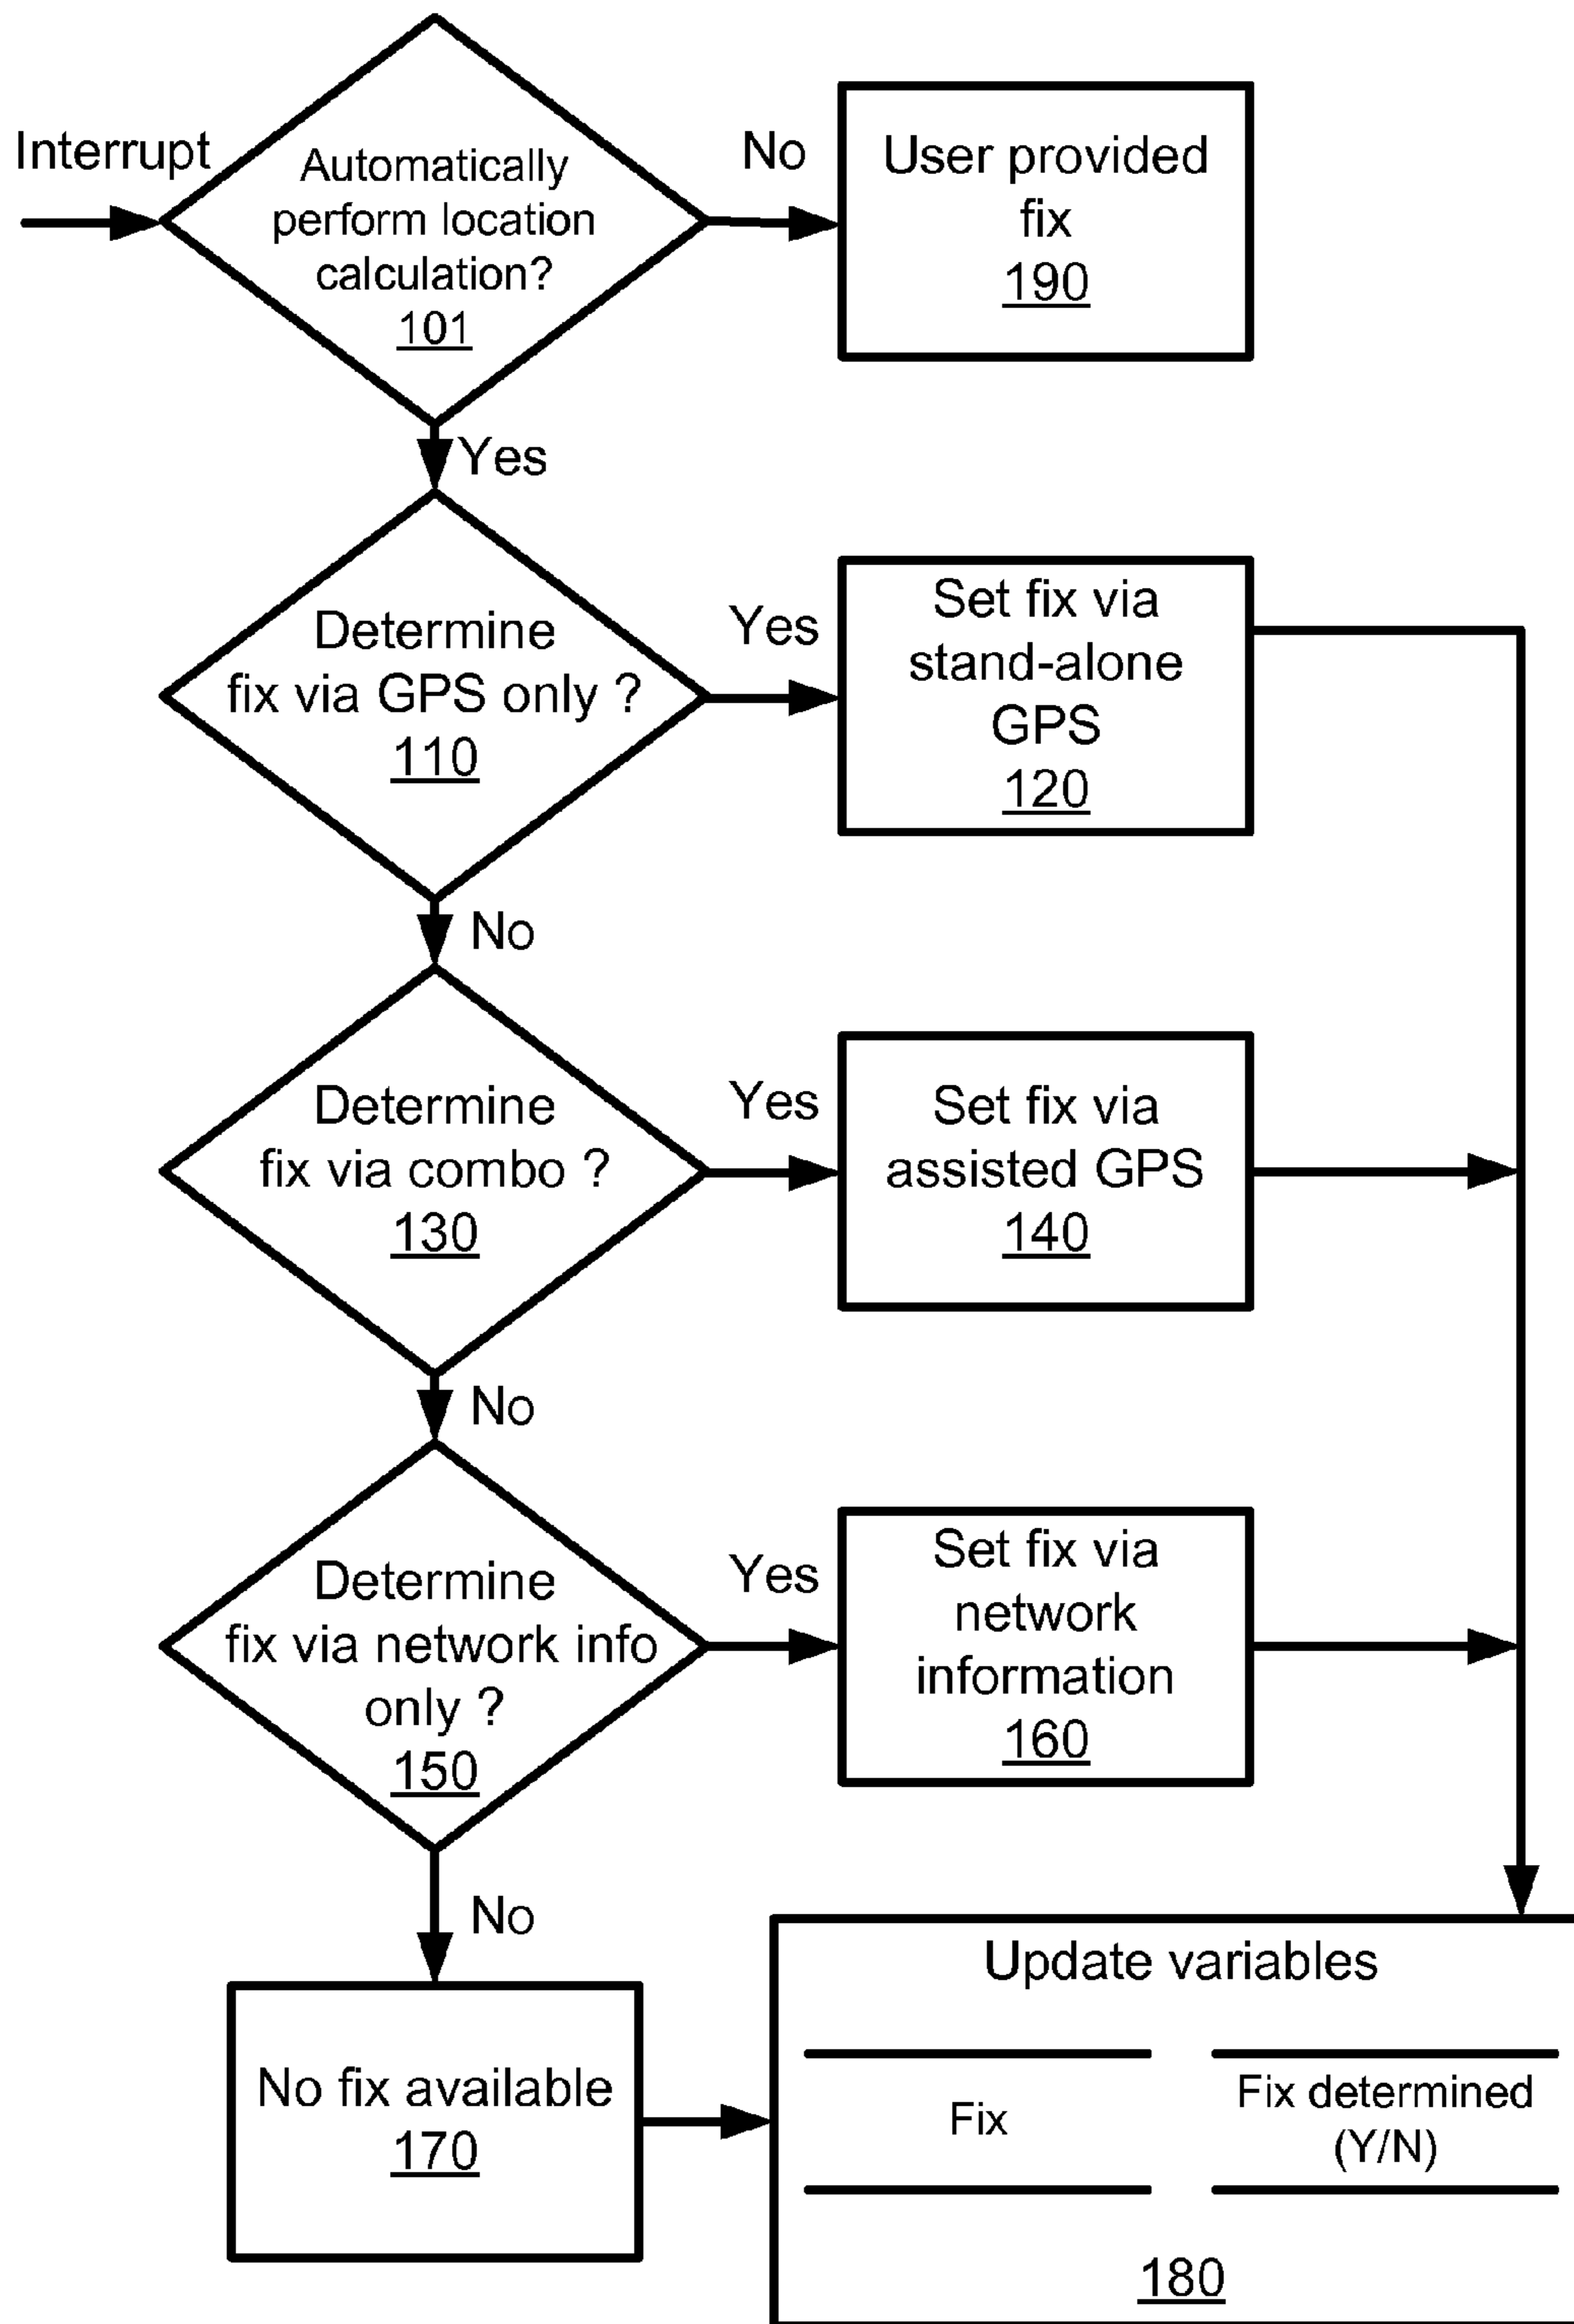 Interrupt
Automatically
perform location
calculation?
101
No
User provided
fix
190
Yes
Determine
fix via GPS only ?
110
Yes
Set fix via
stand-alone
GPS
120
No
Determine
fix via combo ?
130
Yes
Set fix via
assisted GPS
140
No
Determine
fix via network info
only ?
150
Yes
Set fix via
network
information
160
No
No fix available
170
Update variables
Fix
Fix determined
(Y/N)
180